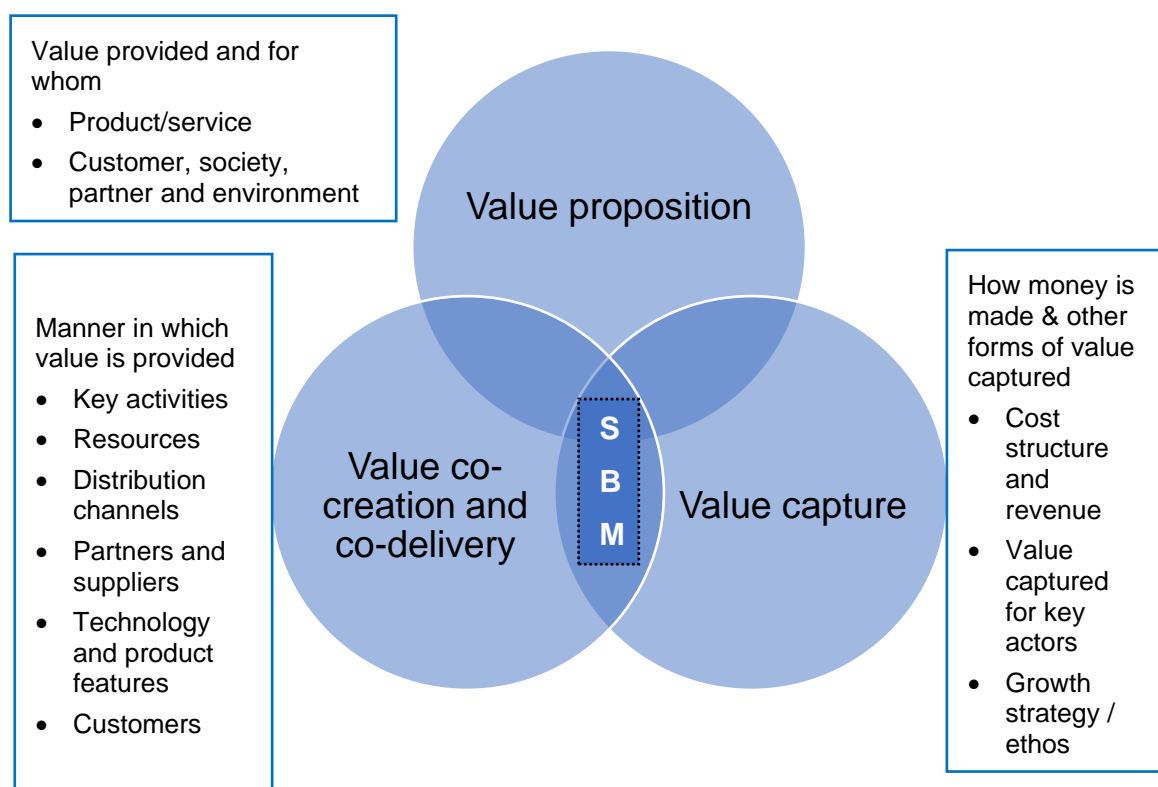 Value provided and for
whom
• Product/service
• Customer, society,
partner and environment
Value proposition
Manner in which
value is provided
• Key activities
• Resources
• Distribution
channels
• Partners and
suppliers
• Technology
and product
features
• Customers
Value co-
creation and
co-delivery
S
B
M
Value capture
How money is
made & other
forms of value
captured
• Cost
structure
and
revenue
• Value
captured
for key
actors
• Growth
strategy /
ethos